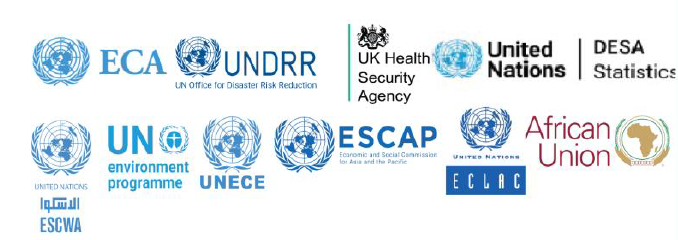 ECA
UNDRR
UN Office for Disaster Risk Reduction
UK Health
Security
Agency
United
Nations
DESA
Statistics
UNITED NATIONS
الإسكوا
ESCWA
UN
environment
programme
UNECE
ESCAP
Economic and Social Commission
for Asia and the Pacific
UNITED NATIONS
ECLAC
African
Union